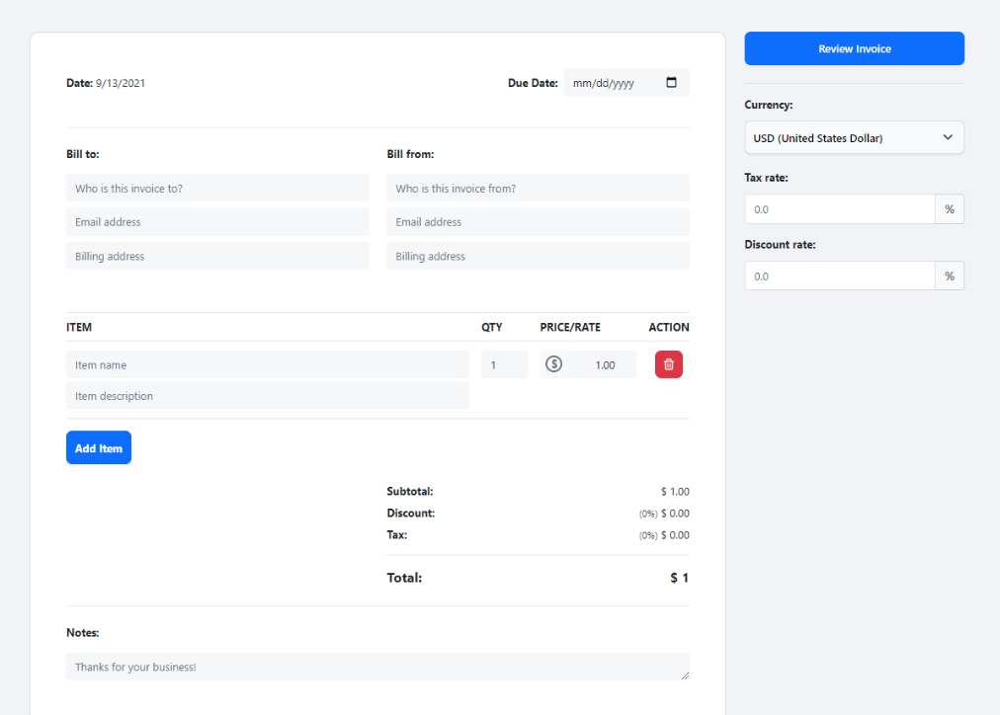 Date: 9/13/2021 Due Date: mm/dd/yyyy
Bill to: Bill from:
Who is this invoice to? Who is this invoice from?
Email address Email address
Billing address Billing address
ITEM QTY PRICE/RATE ACTION
Item name 1 $ 1.00
Item description
Add Item
Subtotal: $ 1.00
Discount: (0%) $ 0.00
Tax: (0%) $ 0.00
Total: $ 1
Notes:
Thanks for your business!
Review Invoice
Currency:
USD (United States Dollar)
Tax rate:
0.0 %
Discount rate:
0.0 %